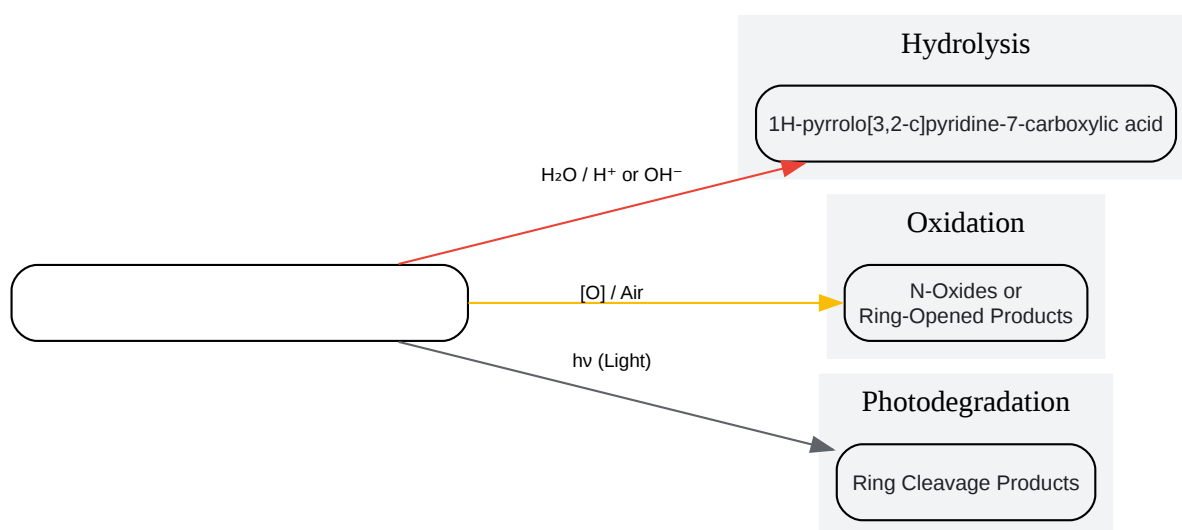 Hydrolysis
1H-pyrrolo[3,2-c]pyridine-7-carboxylic acid
H₂O / H⁺ or OH⁻
Oxidation
[O] / Air
N-Oxides or
Ring-Opened Products
hν (Light)
Photodegradation
Ring Cleavage Products